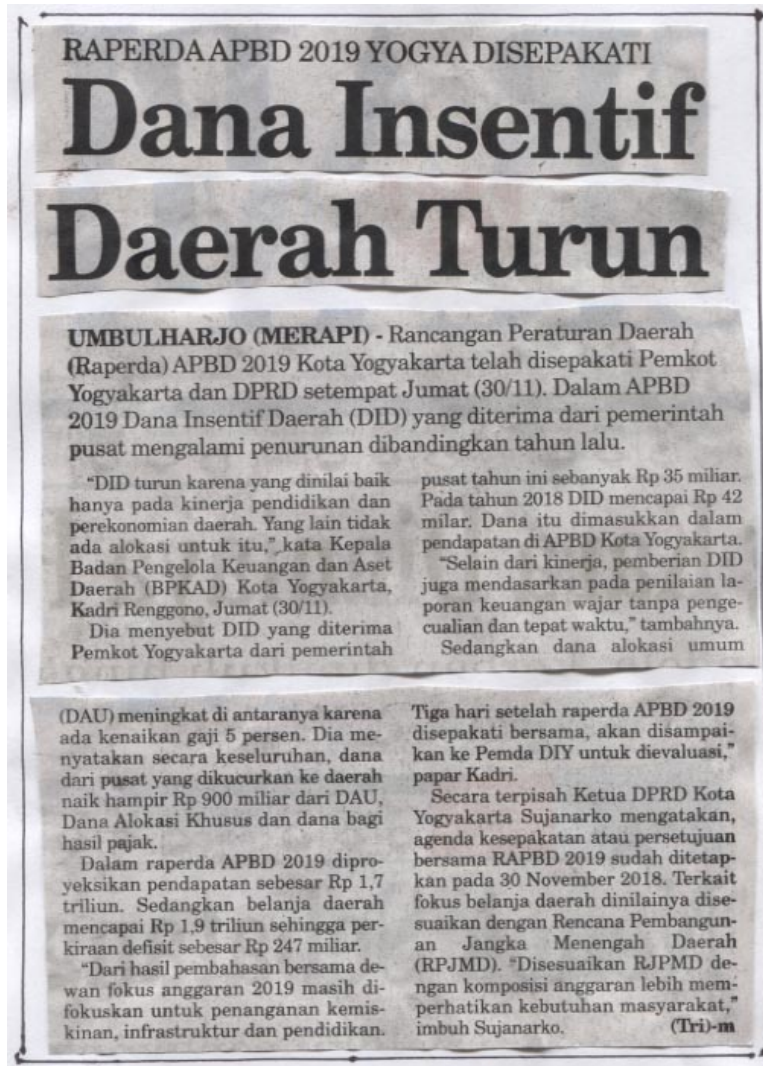 RAPERDA APBD 2019 YOGYA DISEPAKATI
Dana Insentif
Daerah Turun
UMBULHARJO (MERAPI) - Rancangan Peraturan Daerah
(Raperda) APBD 2019 Kota Yogyakarta telah disepakati Pemkot
Yogyakarta dan DPRD setempat Jumat (30/11). Dalam APBD
2019 Dana Insentif Daerah (DID) yang diterima dari pemerintah
pusat mengalami penurunan dibandingkan tahun lalu.
"DID turun karena yang dinilai baik
hanya pada kinerja pendidikan dan
perekonomian daerah. Yang lain tidak
ada alokasi untuk itu," kata Kepala
Badan Pengelola Keuangan dan Aset
Daerah (BPKAD) Kota Yogyakarta,
Kadri Renggono, Jumat (30/11).
Dia menyebut DID yang diterima
Pemkot Yogyakarta dari pemerintah
pusat tahun ini sebanyak Rp 35 miliar.
Pada tahun 2018 DID mencapai Rp 42
milar. Dana itu dimasukkan dalam
pendapatan di APBD Kota Yogyakarta.
"Selain dari kinerja, pemberian DID
juga mendasarkan pada penilaian la-
poran keuangan wajar tanpa penge-
cualian dan tepat waktu," tambahnya.
Sedangkan dana alokasi umum
(DAU) meningkat di antaranya karena
ada kenaikan gaji 5 persen. Dia me-
nyatakan secara keseluruhan, dana
dari pusat yang dikucurkan ke daerah
naik hampir Rp 900 miliar dari DAU,
Dana Alokasi Khusus dan dana bagi
hasil pajak.
Dalam raperda APBD 2019 dipro-
yeksikan pendapatan sebesar Rp 1,7
triliun. Sedangkan belanja daerah
mencapai Rp 1,9 triliun sehingga per-
kiraan defisit sebesar Rp 247 miliar.
"Dari hasil pembahasan bersama de-
wan fokus anggaran 2019 masih di-
fokuskan untuk penanganan kemis-
kinan, infrastruktur dan pendidikan.
Tiga hari setelah raperda APBD 2019
disepakati bersama, akan disampai-
kan ke Pemda DIY untuk dievaluasi,"
papar Kadri.
Secara terpisah Ketua DPRD Kota
Yogyakarta Sujanarko mengatakan,
agenda kesepakatan atau persetujuan
bersama RAPBD 2019 sudah ditetap-
kan pada 30 November 2018. Terkait
fokus belanja daerah dinilainya dise-
suaikan dengan Rencana Pembangun-
an Jangka Menengah Daerah
(RPJMD). "Disesuaikan RJPMD de-
ngan komposisi anggaran lebih mem-
perhatikan kebutuhan masyarakat,"
imbuh Sujanarko. (Tri)-m